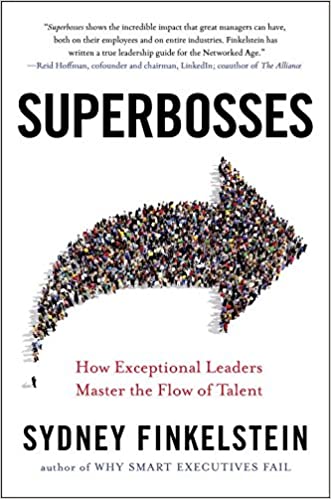 "Superbosses shows the incredible impact that great managers can have,
both on their employees and on entire industries. Finkelstein has
written a true leadership guide for the Networked Age."
—Reid Hoffman, cofounder and chairman, LinkedIn; coauthor of The Alliance
SUPERBOSSES
How Exceptional Leaders
Master the Flow of Talent
SYDNEY FINKELSTEIN
author of WHY SMART EXECUTIVES FAIL